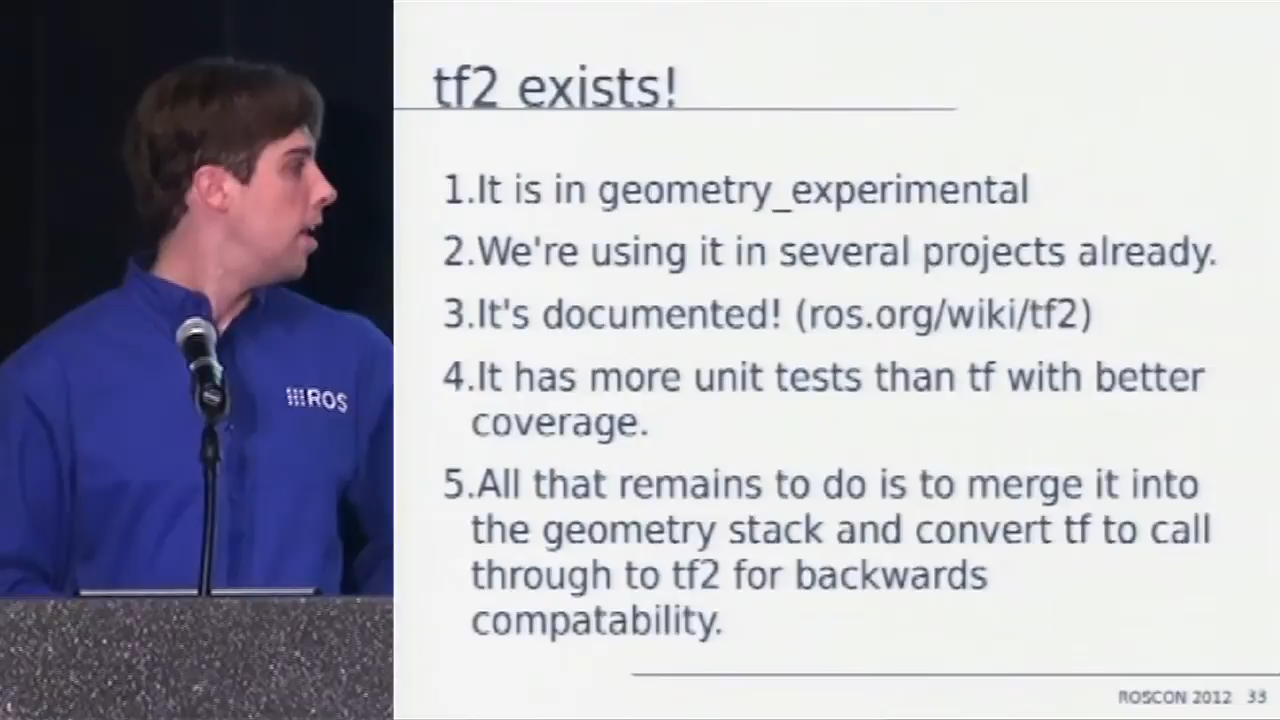 tf2 exists!
1.It is in geometry_experimental
2.We're using it in several projects already.
3.It's documented! (ros.org/wiki/tf2)
4.It has more unit tests than tf with better
coverage.
5.All that remains to do is to merge it into
the geometry stack and convert tf to call
through to tf2 for backwards
compatability.
ROS
ROSCON 2012 33